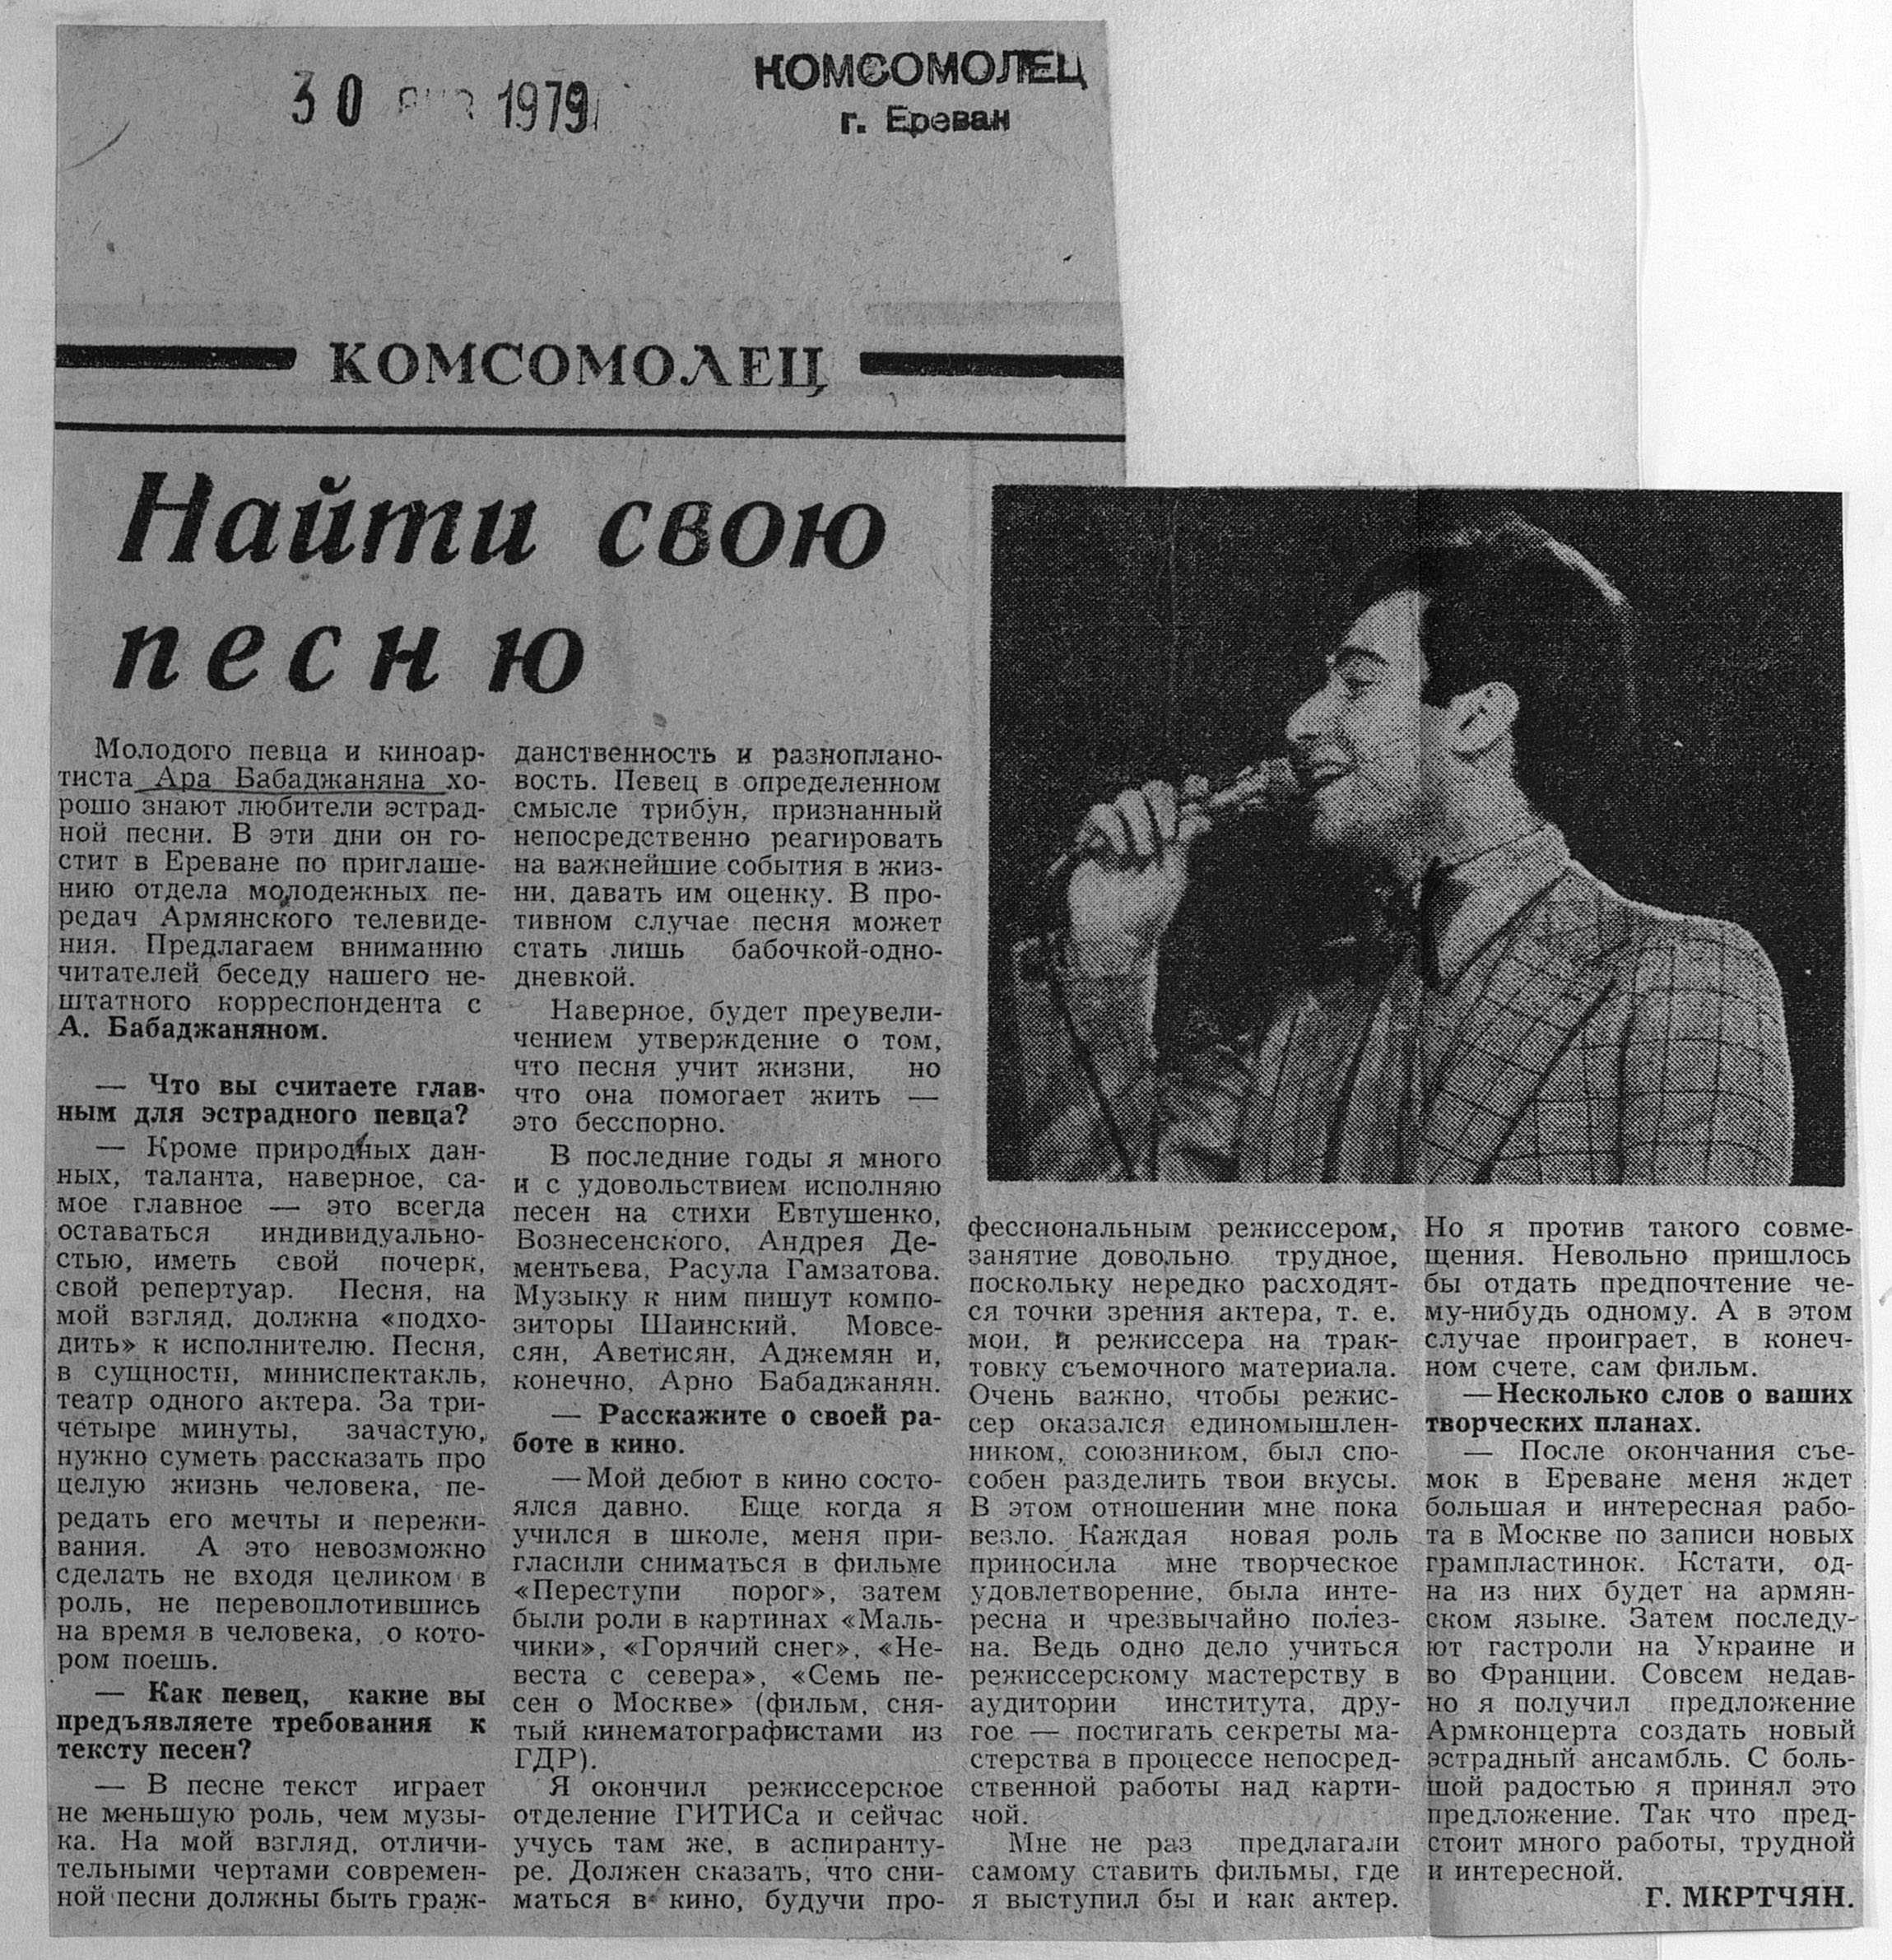 30 ЯНВ 1979
КОМСОМОЛЕЦ
г. Ереван
КОМСОМОЛЕЦ
Найти свою
песню
Молодого певца и киноар-
тиста Ара Бабаджаняна хо-
рошо знают любители эстрад-
ной песни. В эти дни он го-
стит в Ереване по приглаше-
нию отдела молодежных пе-
редач Армянского телевиде-
ния. Предлагаем вниманию
читателей беседу нашего не-
штатного корреспондента с
А. Бабаджаняном.
— Что вы считаете глав-
ным для эстрадного певца?
— Кроме природных дан-
ных, таланта, наверное, са-
мое главное — это всегда
оставаться индивидуально-
стью, иметь свой почерк,
свой репертуар. Песня, на
мой взгляд, должна «подхо-
дить» к исполнителю. Песня,
в сущности, миниспектакль,
театр одного актера. За три-
четыре минуты, зачастую,
нужно суметь рассказать про
целую жизнь человека, пе-
редать его мечты и пережи-
вания. А это невозможно
сделать не входя целиком в
роль, не перевоплотившись
на время в человека, о кото-
ром поешь.
— Как певец, какие вы
предъявляете требования к
тексту песен?
— В песне текст играет
не меньшую роль, чем музы-
ка. На мой взгляд, отличи-
тельными чертами современ-
ной песни должны быть граж-
данственность и разноплано-
вость. Певец в определенном
смысле трибун, признанный
непосредственно реагировать
на важнейшие события в жиз-
ни, давать им оценку. В про-
тивном случае песня может
стать лишь бабочкой-одно-
дневкой.
Наверное, будет преувели-
чением утверждение о том,
что песня учит жизни, но
что она помогает жить —
это бесспорно.
В последние годы я много
и с удовольствием исполняю
песен на стихи Евтушенко,
Вознесенского, Андрея Де-
ментьева, Расула Гамзатова.
Музыку к ним пишут компо-
зиторы Шаинский, Мовсе-
сян, Аветисян, Аджемян и,
конечно, Арно Бабаджанян.
— Расскажите о своей ра-
боте в кино.
— Мой дебют в кино состо-
ялся давно. Еще когда я
учился в школе, меня при-
гласили сниматься в фильме
«Переступи порог», затем
были роли в картинах «Маль-
чики», «Горячий снег», «Не-
веста с севера», «Семь пе-
сен о Москве» (фильм, сня-
тый кинематографистами из
ГДР).
Я окончил режиссерское
отделение ГИТИСа и сейчас
учусь там же, в аспиранту-
ре. Должен сказать, что сни-
маться в кино, будучи про-
фессиональным режиссером,
занятие довольно трудное,
поскольку нередко расходят-
ся точки зрения актера, т. е.
мои, и режиссера на трак-
товку съемочного материала.
Очень важно, чтобы режис-
сер оказался единомышлен-
ником, союзником, был спо-
собен разделить твои вкусы.
В этом отношении мне пока
везло. Каждая новая роль
приносила мне творческое
удовлетворение, была инте-
ресна и чрезвычайно полез-
на. Ведь одно дело учиться
режиссерскому мастерству в
аудитории института, дру-
гое — постигать секреты ма-
стерства в процессе непосред-
ственной работы над карти-
ной.
Мне не раз предлагали
самому ставить фильмы, где
я выступил бы и как актер.
Но я против такого совме-
щения. Невольно пришлось
бы отдать предпочтение че-
му-нибудь одному. А в этом
случае проиграет, в конеч-
ном счете, сам фильм.
— Несколько слов о ваших
творческих планах.
— После окончания съе-
мок в Ереване меня ждет
большая и интересная рабо-
та в Москве по записи новых
грампластинок. Кстати, од-
на из них будет на армян-
ском языке. Затем последу-
ют гастроли на Украине и
во Франции. Совсем недав-
но я получил предложение
Армконцерта создать новый
эстрадный ансамбль. С боль-
шой радостью я принял это
предложение. Так что пред-
стоит много работы, трудной
и интересной.
Г. МКРТЧЯН.